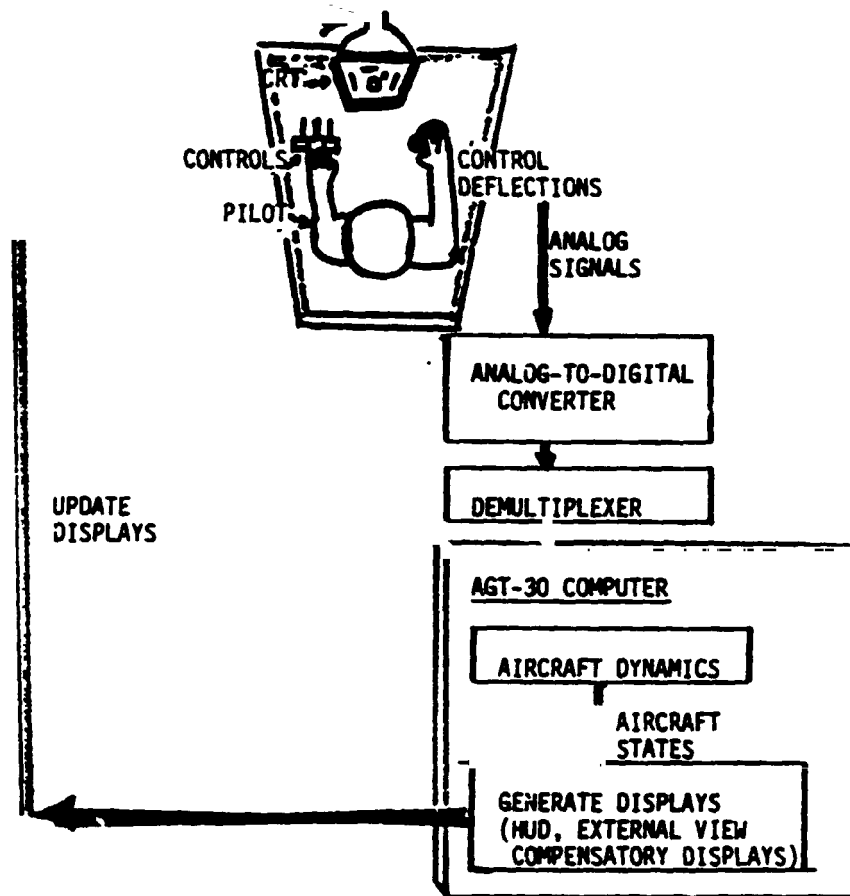 CRT
CONTROLS
CONTROL
DEFLECTIONS
PILOT
ANALOG
SIGNALS
ANALOG-TO-DIGITAL
CONVERTER
DEMULTIPLEXER
UPDATE
DISPLAYS
AGT-30 COMPUTER
AIRCRAFT DYNAMICS
AIRCRAFT
STATES
GENERATE DISPLAYS
(HUD, EXTERNAL VIEW
COMPENSATORY DISPLAYS)